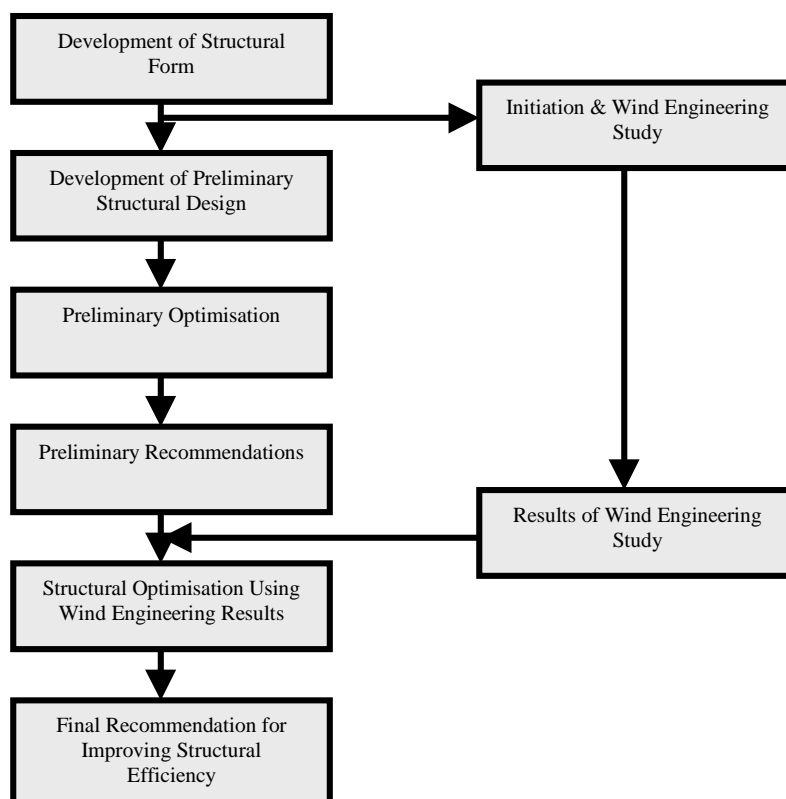 Development of Structural
Form
Initiation & Wind Engineering
Study
Development of Preliminary
Structural Design
Preliminary Optimisation
Preliminary Recommendations
Results of Wind Engineering
Study
Structural Optimisation Using
Wind Engineering Results
Final Recommendation for
Improving Structural
Efficiency